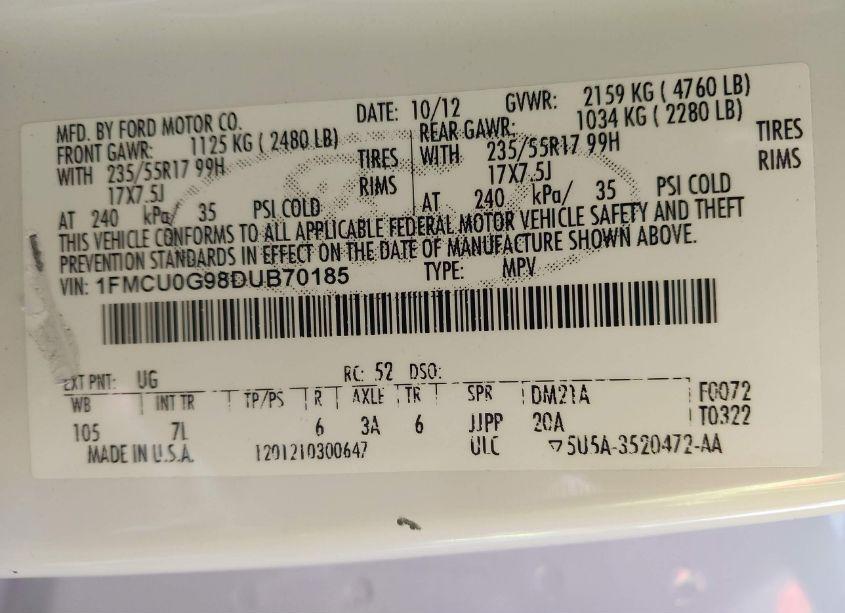 MFD. BY FORD MOTOR CO. DATE: 10/12 GVWR: 2159 KG ( 4760 LB)
FRONT GAWR: 1125 KG ( 2480 LB) REAR GAWR: 1034 KG ( 2280 LB)
WITH 235/55R17 99H TIRES WITH 235/55R17 99H TIRES
17X7.5J RIMS 17X7.5J RIMS
AT 240 kPa/ 35 PSI COLD AT 240 kPa/ 35 PSI COLD
THIS VEHICLE CONFORMS TO ALL APPLICABLE FEDERAL MOTOR VEHICLE SAFETY AND THEFT
PREVENTION STANDARDS IN EFFECT ON THE DATE OF MANUFACTURE SHOWN ABOVE.
VIN: 1FMCU0G98DUB70185 TYPE: MPV
EXT PNT: UG RC: 52 DSO:
WB INT TR TP/PS R AXLE TR SPR DM21A F0072
105 7L 6 3A 6 JJPP 20A T0322
MADE IN U.S.A. 1201210300647 ULC ▽5U5A-3520472-AA